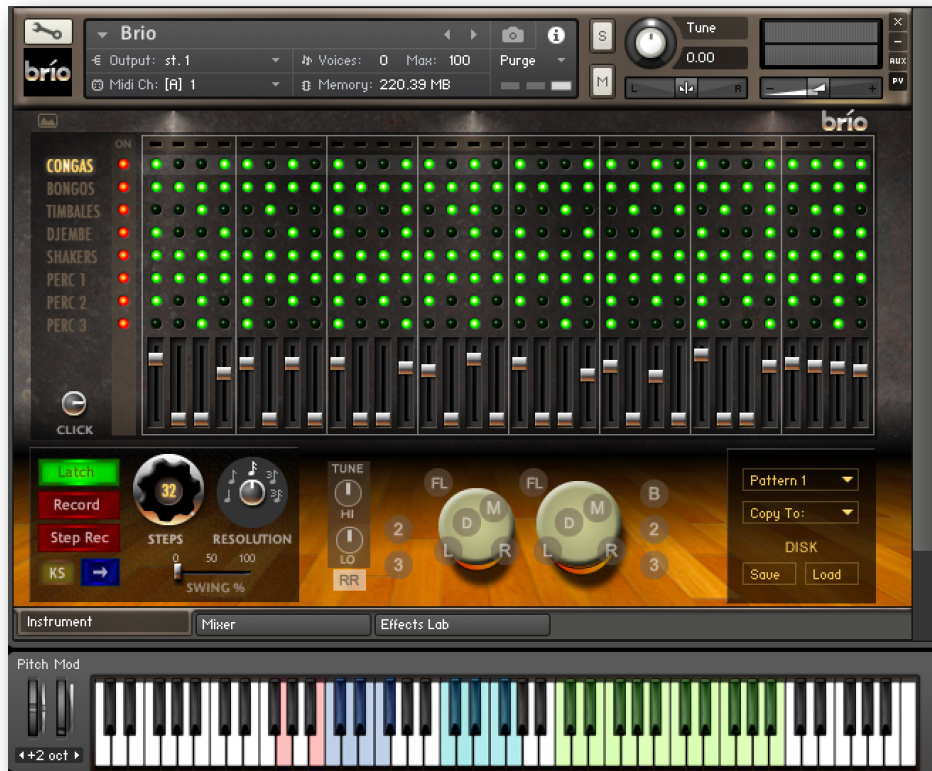 Brio
S
Tune
×
brío
Output: st.1
Voices: 0 Max: 100
Purge
0.00
−
AUX
Midi Ch: [A] 1
Memory: 220.39 MB
M
L
R
−
+
PV
brío
ON
CONGAS
BONGOS
TIMBALES
DJEMBE
SHAKERS
PERC 1
PERC 2
PERC 3
CLICK
Latch
Record
Step Rec
KS
32
STEPS
3
3
RESOLUTION
0 50 100
SWING %
TUNE
HI
LO
RR
FL
M
D
L
R
2
3
FL
M
D
L
R
B
2
3
Pattern 1
Copy To:
DISK
Save
Load
Instrument
Mixer
Effects Lab
Pitch Mod
+2 oct